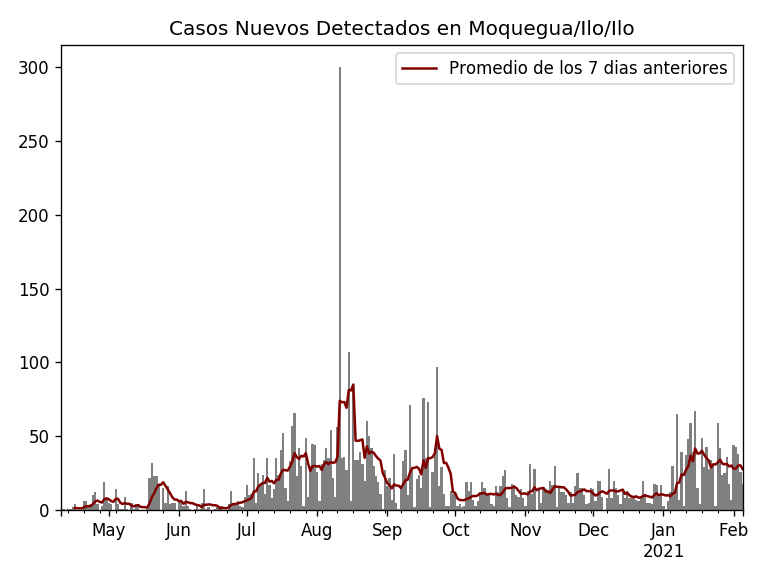 Casos Nuevos Detectados en Moquegua/Ilo/Ilo
Promedio de los 7 dias anteriores
300
250
200
150
100
50
0
May Jun Jul Aug Sep Oct Nov Dec Jan Feb
2021